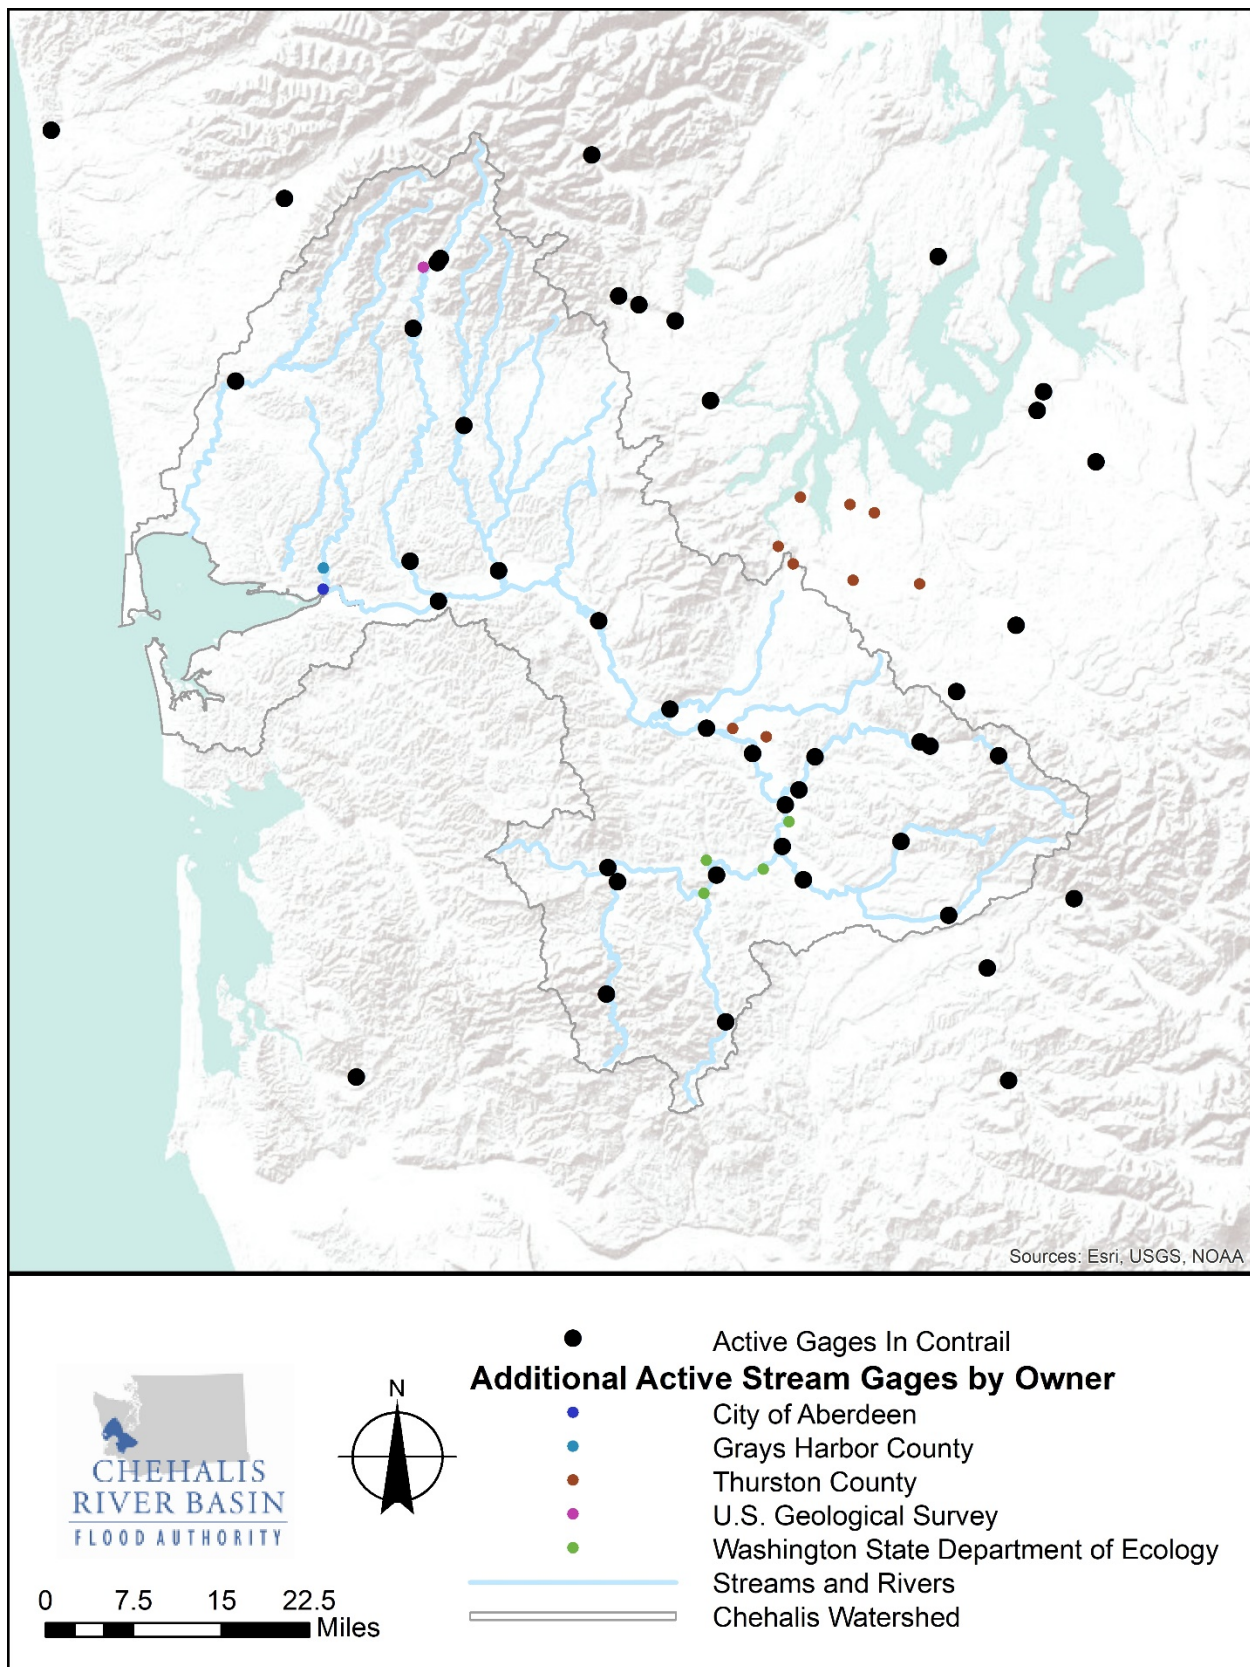 Sources: Esri, USGS, NOAA
Active Gages In Contrail
Additional Active Stream Gages by Owner
City of Aberdeen
Grays Harbor County
Thurston County
U.S. Geological Survey
Washington State Department of Ecology
Streams and Rivers
Chehalis Watershed
N
CHEHALIS
RIVER BASIN
FLOOD AUTHORITY
0 7.5 15 22.5
Miles